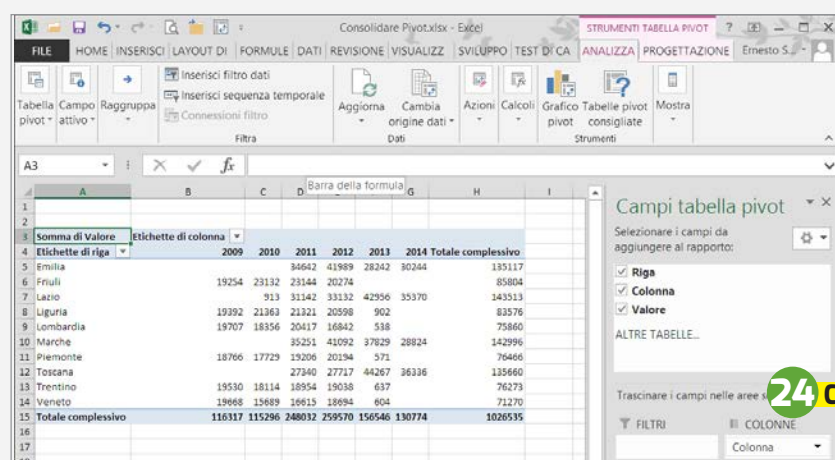 Consolidare Pivot.xlsx - Excel
STRUMENTI TABELLA PIVOT
FILE HOME INSERISCI LAYOUT DI FORMULE DATI REVISIONE VISUALIZZ SVILUPPO TEST DI CA ANALIZZA PROGETTAZIONE Ernesto S...
Tabella pivot
Campo attivo
Raggruppa
Inserisci filtro dati
Inserisci sequenza temporale
Connessioni filtro
Filtra
Aggiorna
Cambia origine dati
Dati
Azioni
Calcoli
Grafico pivot
Tabelle pivot consigliate
Strumenti
Mostra
A3 fx
Barra della formula
A B C D G H I
1
2
3 Somma di Valore Etichette di colonna
4 Etichette di riga 2009 2010 2011 2012 2013 2014 Totale complessivo
5 Emilia 34642 41989 28242 30244 135117
6 Friuli 19254 23132 23144 20274 85804
7 Lazio 913 31142 33132 42956 35370 143513
8 Liguria 19392 21363 21321 20598 902 83576
9 Lombardia 19707 18356 20417 16842 538 75860
10 Marche 35251 41092 37829 28824 142996
11 Piemonte 18766 17729 19206 20194 571 76466
12 Toscana 27340 27717 44267 36336 135660
13 Trentino 19530 18114 18954 19038 637 76273
14 Veneto 19668 15689 16615 18694 604 71270
15 Totale complessivo 116317 115296 248032 259570 156546 130774 1026535
16
17
Campi tabella pivot
Selezionare i campi da
aggiungere al rapporto:
Riga
Colonna
Valore
ALTRE TABELLE...
Trascinare i campi nelle aree s
24
FILTRI COLONNE
Colonna